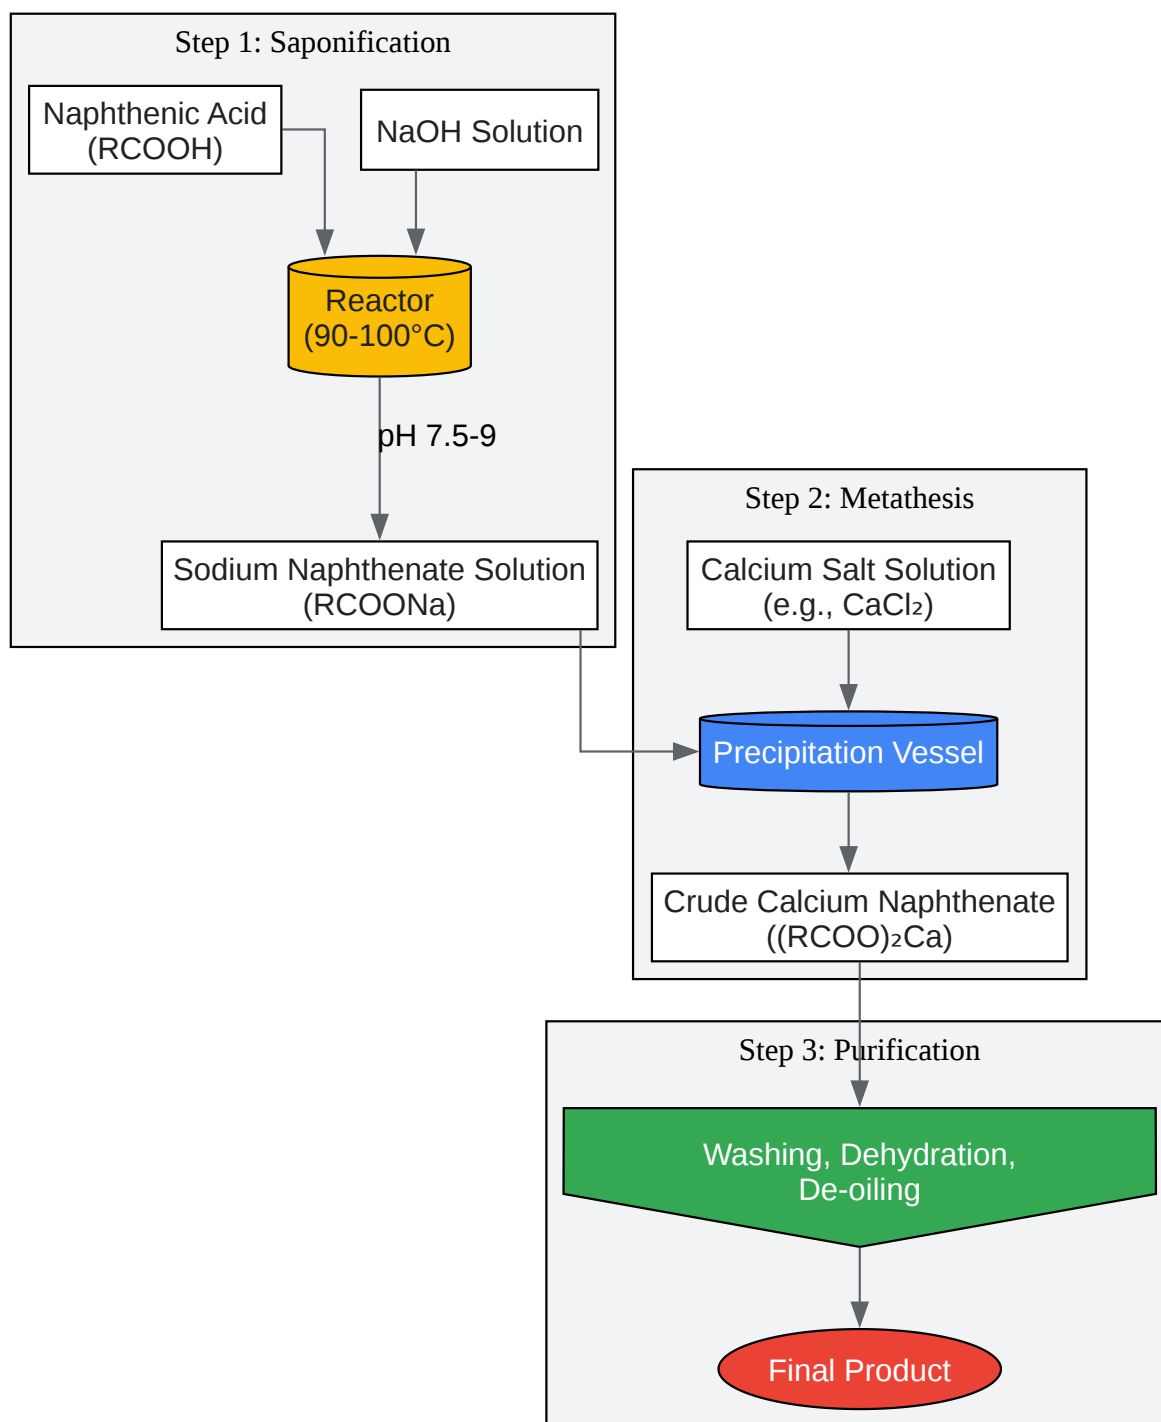 Step 1: Saponification
Naphthenic Acid
(RCOOH)
NaOH Solution
Reactor
(90-100°C)
pH 7.5-9
Sodium Naphthenate Solution
(RCOONa)
Step 2: Metathesis
Calcium Salt Solution
(e.g., CaCl₂)
Precipitation Vessel
Crude Calcium Naphthenate
((RCOO)₂Ca)
Step 3: Purification
Washing, Dehydration,
De-oiling
Final Product